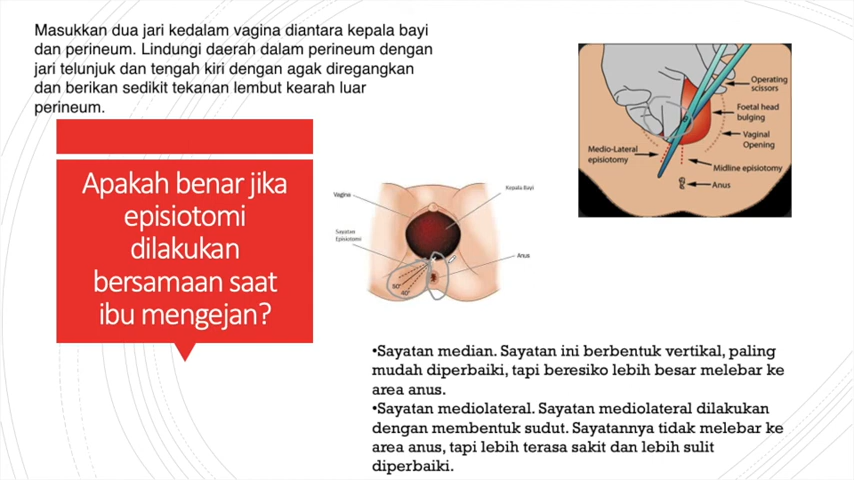 Masukkan dua jari kedalam vagina diantara kepala bayi
dan perineum. Lindungi daerah dalam perineum dengan
jari telunjuk dan tengah kiri dengan agak diregangkan
dan berikan sedikit tekanan lembut kearah luar
perineum.
Apakah benar jika
episiotomi
dilakukan
bersamaan saat
ibu mengejan?
Vagina
Kepala Bayi
Sayatan
Episiotomi
Anus
50°
40°
Operating
scissors
Foetal head
bulging
Vaginal
Opening
Medio-Lateral
episiotomy
Midline episiotomy
Anus
•Sayatan median. Sayatan ini berbentuk vertikal, paling
mudah diperbaiki, tapi beresiko lebih besar melebar ke
area anus.
•Sayatan mediolateral. Sayatan mediolateral dilakukan
dengan membentuk sudut. Sayatannya tidak melebar ke
area anus, tapi lebih terasa sakit dan lebih sulit
diperbaiki.